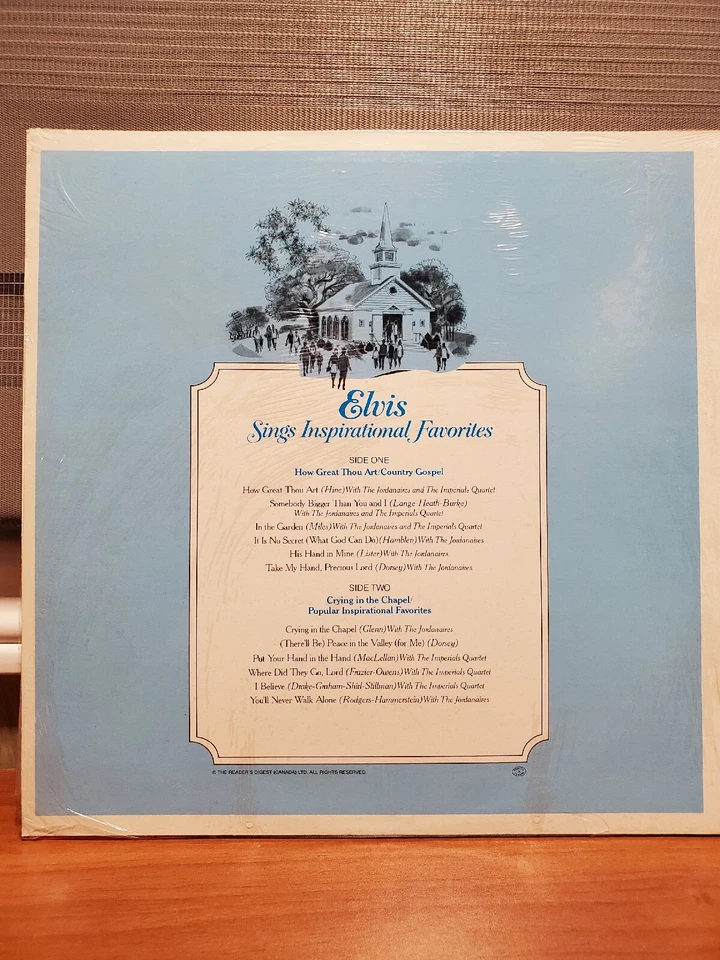 Elvis
Sings Inspirational Favorites
SIDE ONE
How Great Thou Art/Country Gospel
How Great Thou Art (Hine)With The Jordanaires and The Imperials Quartet
Somebody Bigger Than You and I (Lange-Heath-Burke)
With The Jordanaires and The Imperials Quartet
In the Garden (Miles)With The Jordanaires and The Imperials Quartet
It Is No Secret (What God Can Do)(Hamblen)With The Jordanaires
His Hand in Mine (Lister)With The Jordanaires
Take My Hand, Precious Lord (Dorsey)With The Jordanaires
SIDE TWO
Crying in the Chapel/
Popular Inspirational Favorites
Crying in the Chapel (Glenn)With The Jordanaires
(There'll Be) Peace in the Valley (for Me) (Dorsey)
Put Your Hand in the Hand (MacLellan)With The Imperials Quartet
Where Did They Go, Lord (Frazier-Owens)With The Imperials Quartet
I Believe (Drake-Graham-Shirl-Stillman)With The Imperials Quartet
You'll Never Walk Alone (Rodgers-Hammerstein)With The Jordanaires
© THE READER'S DIGEST (CANADA) LTD. ALL RIGHTS RESERVED